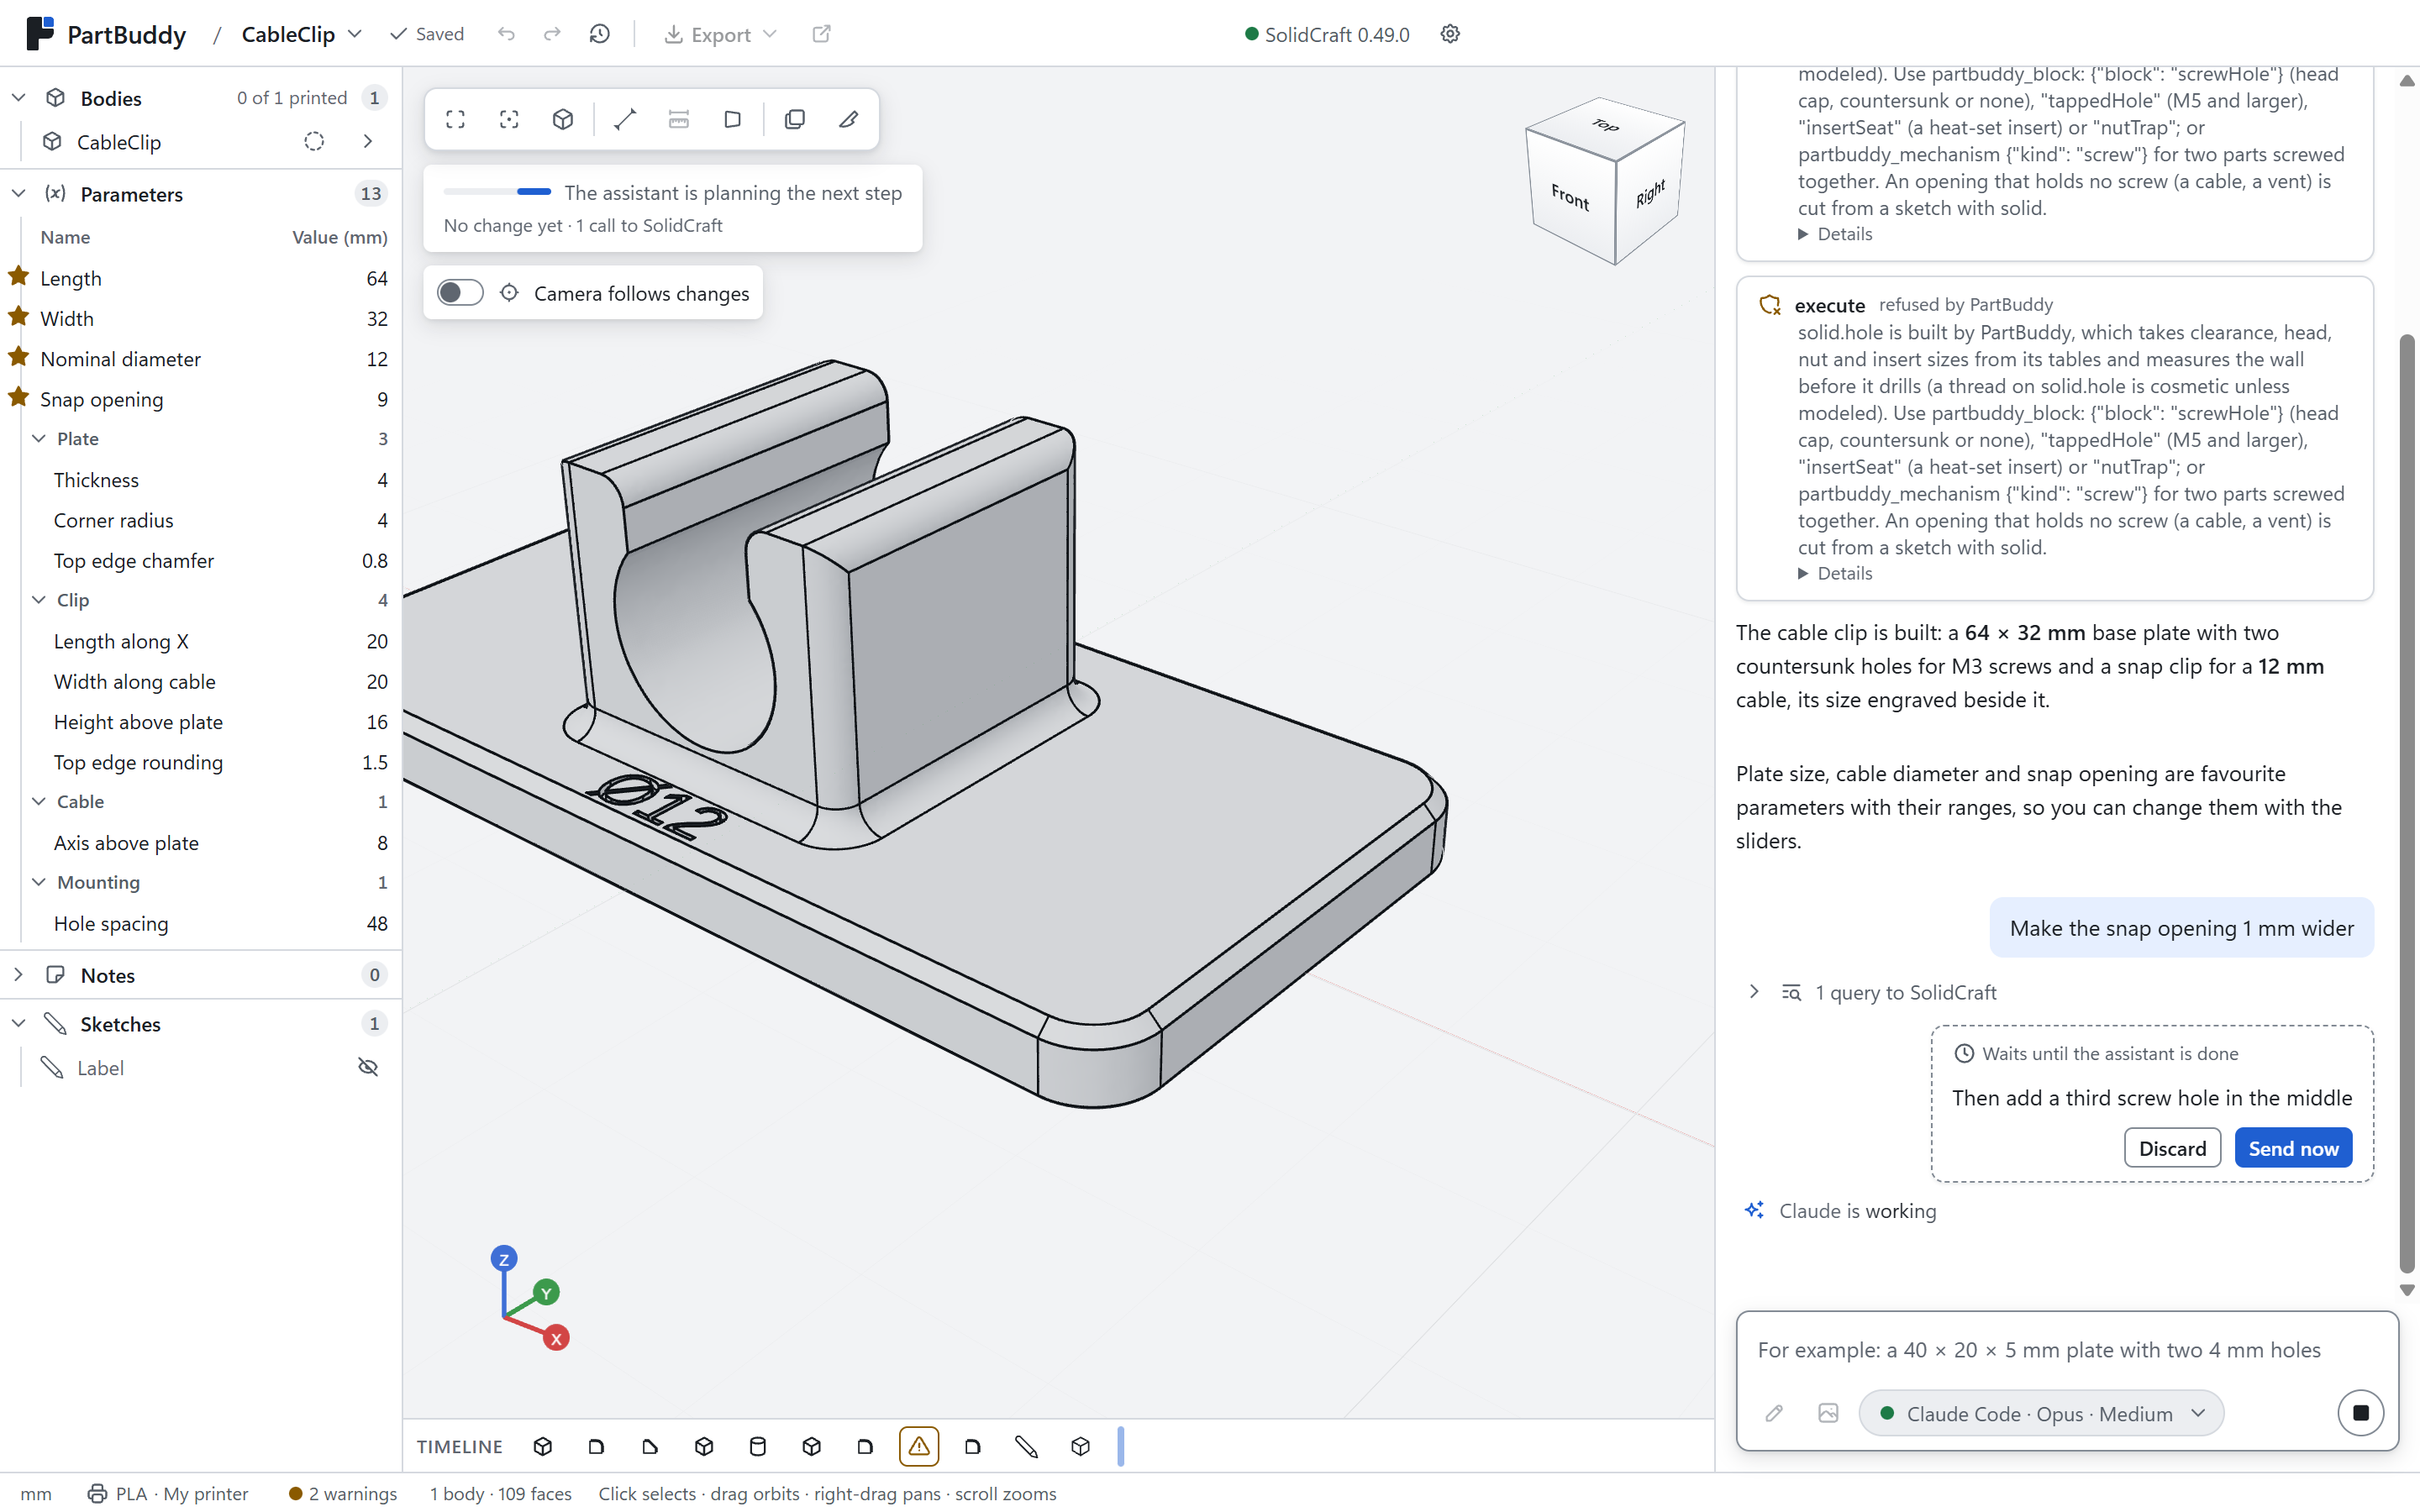 PartBuddy / CableClip Saved Export SolidCraft 0.49.0
Bodies 0 of 1 printed 1
CableClip
(x) Parameters 13
Name Value (mm)
Length 64
Width 32
Nominal diameter 12
Snap opening 9
Plate 3
Thickness 4
Corner radius 4
Top edge chamfer 0.8
Clip 4
Length along X 20
Width along cable 20
Height above plate 16
Top edge rounding 1.5
Cable 1
Axis above plate 8
Mounting 1
Hole spacing 48
Notes 0
Sketches 1
Label
The assistant is planning the next step
No change yet · 1 call to SolidCraft
Camera follows changes
Top
Front
Right
Ø12
Z
Y
X
TIMELINE
modeled). Use partbuddy_block: {"block": "screwHole"} (head
cap, countersunk or none), "tappedHole" (M5 and larger),
"insertSeat" (a heat-set insert) or "nutTrap"; or
partbuddy_mechanism {"kind": "screw"} for two parts screwed
together. An opening that holds no screw (a cable, a vent) is
cut from a sketch with solid.
Details
execute refused by PartBuddy
solid.hole is built by PartBuddy, which takes clearance, head,
nut and insert sizes from its tables and measures the wall
before it drills (a thread on solid.hole is cosmetic unless
modeled). Use partbuddy_block: {"block": "screwHole"} (head
cap, countersunk or none), "tappedHole" (M5 and larger),
"insertSeat" (a heat-set insert) or "nutTrap"; or
partbuddy_mechanism {"kind": "screw"} for two parts screwed
together. An opening that holds no screw (a cable, a vent) is
cut from a sketch with solid.
Details
The cable clip is built: a 64 × 32 mm base plate with two
countersunk holes for M3 screws and a snap clip for a 12 mm
cable, its size engraved beside it.
Plate size, cable diameter and snap opening are favourite
parameters with their ranges, so you can change them with the
sliders.
Make the snap opening 1 mm wider
1 query to SolidCraft
Waits until the assistant is done
Then add a third screw hole in the middle
Discard Send now
Claude is working
For example: a 40 × 20 × 5 mm plate with two 4 mm holes
Claude Code · Opus · Medium
mm PLA · My printer 2 warnings 1 body · 109 faces Click selects · drag orbits · right-drag pans · scroll zooms